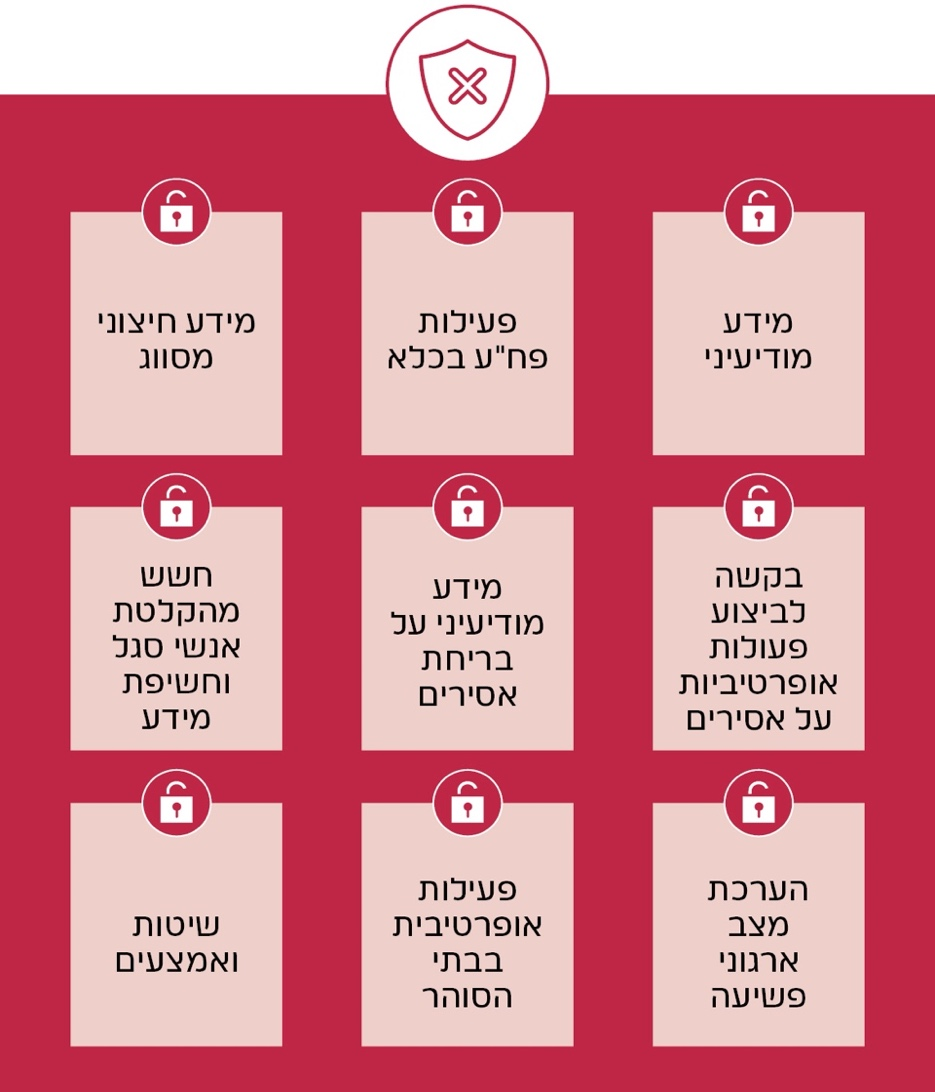 מידע
מודיעיני
פעילות
פח"ע בכלא
מידע חיצוני
מסווג
בקשה
לביצוע
פעולות
אופרטיביות
על אסירים
מידע
מודיעיני על
בריחת
אסירים
חשש
מהקלטת
אנשי סגל
וחשיפת
מידע
הערכת
מצב
ארגוני
פשיעה
פעילות
אופרטיבית
בבתי
הסוהר
שיטות
ואמצעים